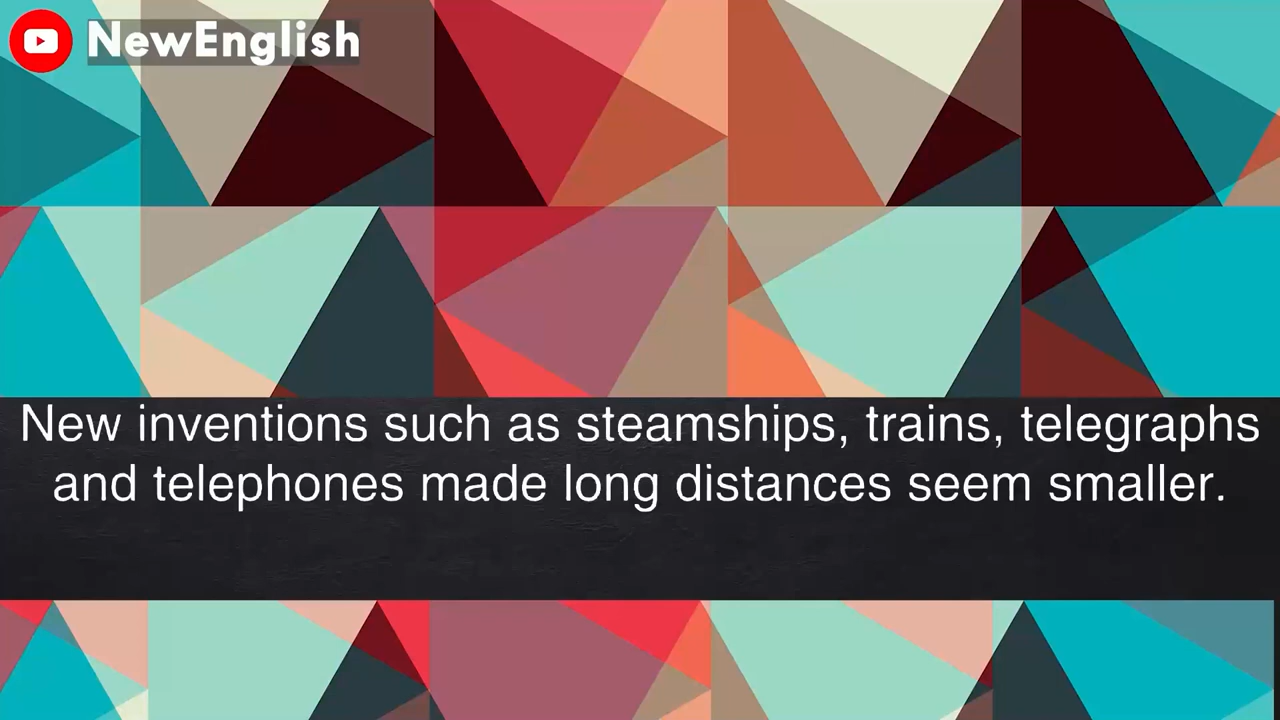 NewEnglish
New inventions such as steamships, trains, telegraphs
and telephones made long distances seem smaller.